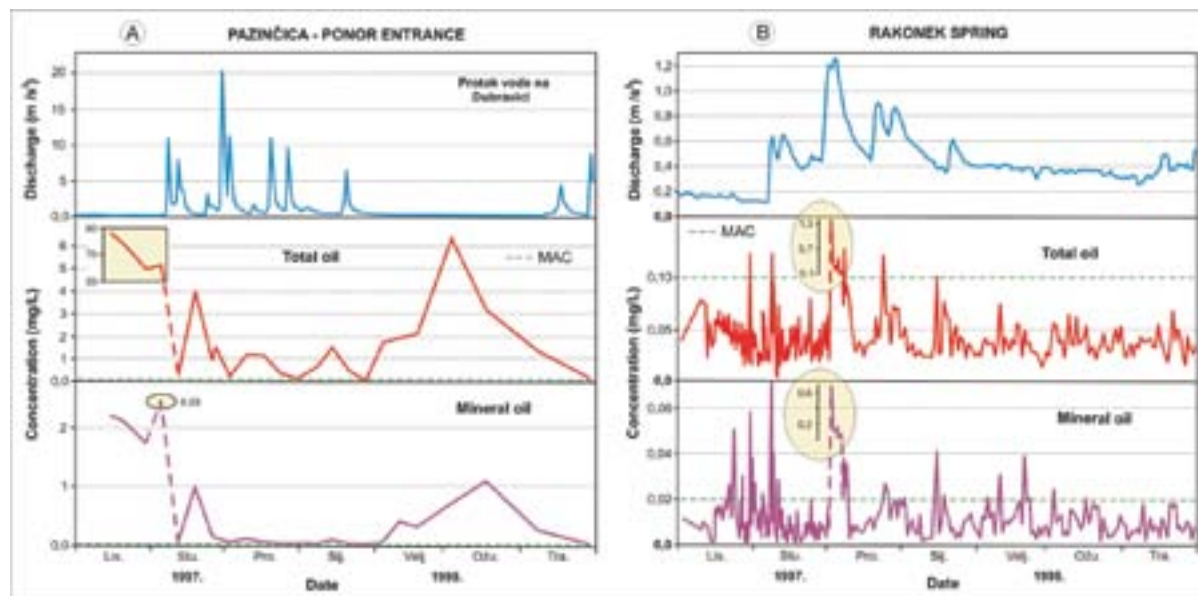 A PAZINČICA - PONOR ENTRANCE
Discharge (m³/s)
20
15
10
5
0,0
Protok vode na
Dubravici
Concentration (mg/L)
6
5
4
3
2
1
0,0
Total oil
MAC
2
1
0,0
Mineral oil
Lis. Stu. Pro. Sij. Velj. Ožu. Tra.
1997. Date 1998.
B RAKONEK SPRING
Discharge (m³/s)
1,2
1,0
0,8
0,6
0,4
0,2
0,0
Concentration (mg/L)
MAC
Total oil
0,10
0,05
0,0
Mineral oil
0,06
0,04
0,02
0,0
Lis. Stu. Pro. Sij. Velj. Ožu. Tra.
1997. Date 1998.